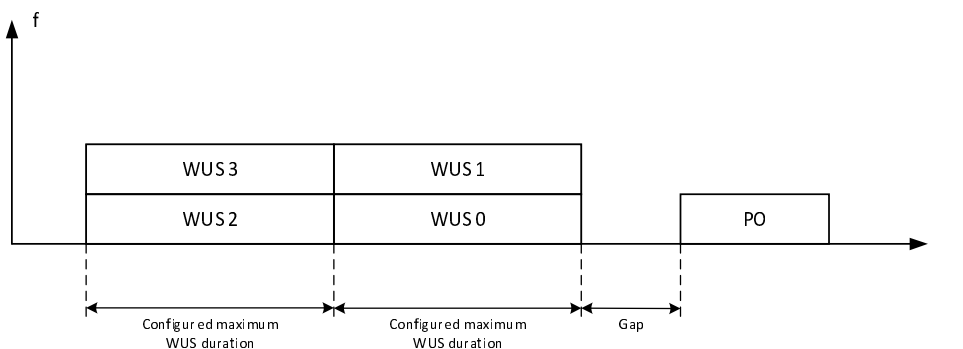 f
WUS 3
WUS 1
WUS 2
WUS 0
PO
Configured maximum
WUS duration
Configured maximum
WUS duration
Gap